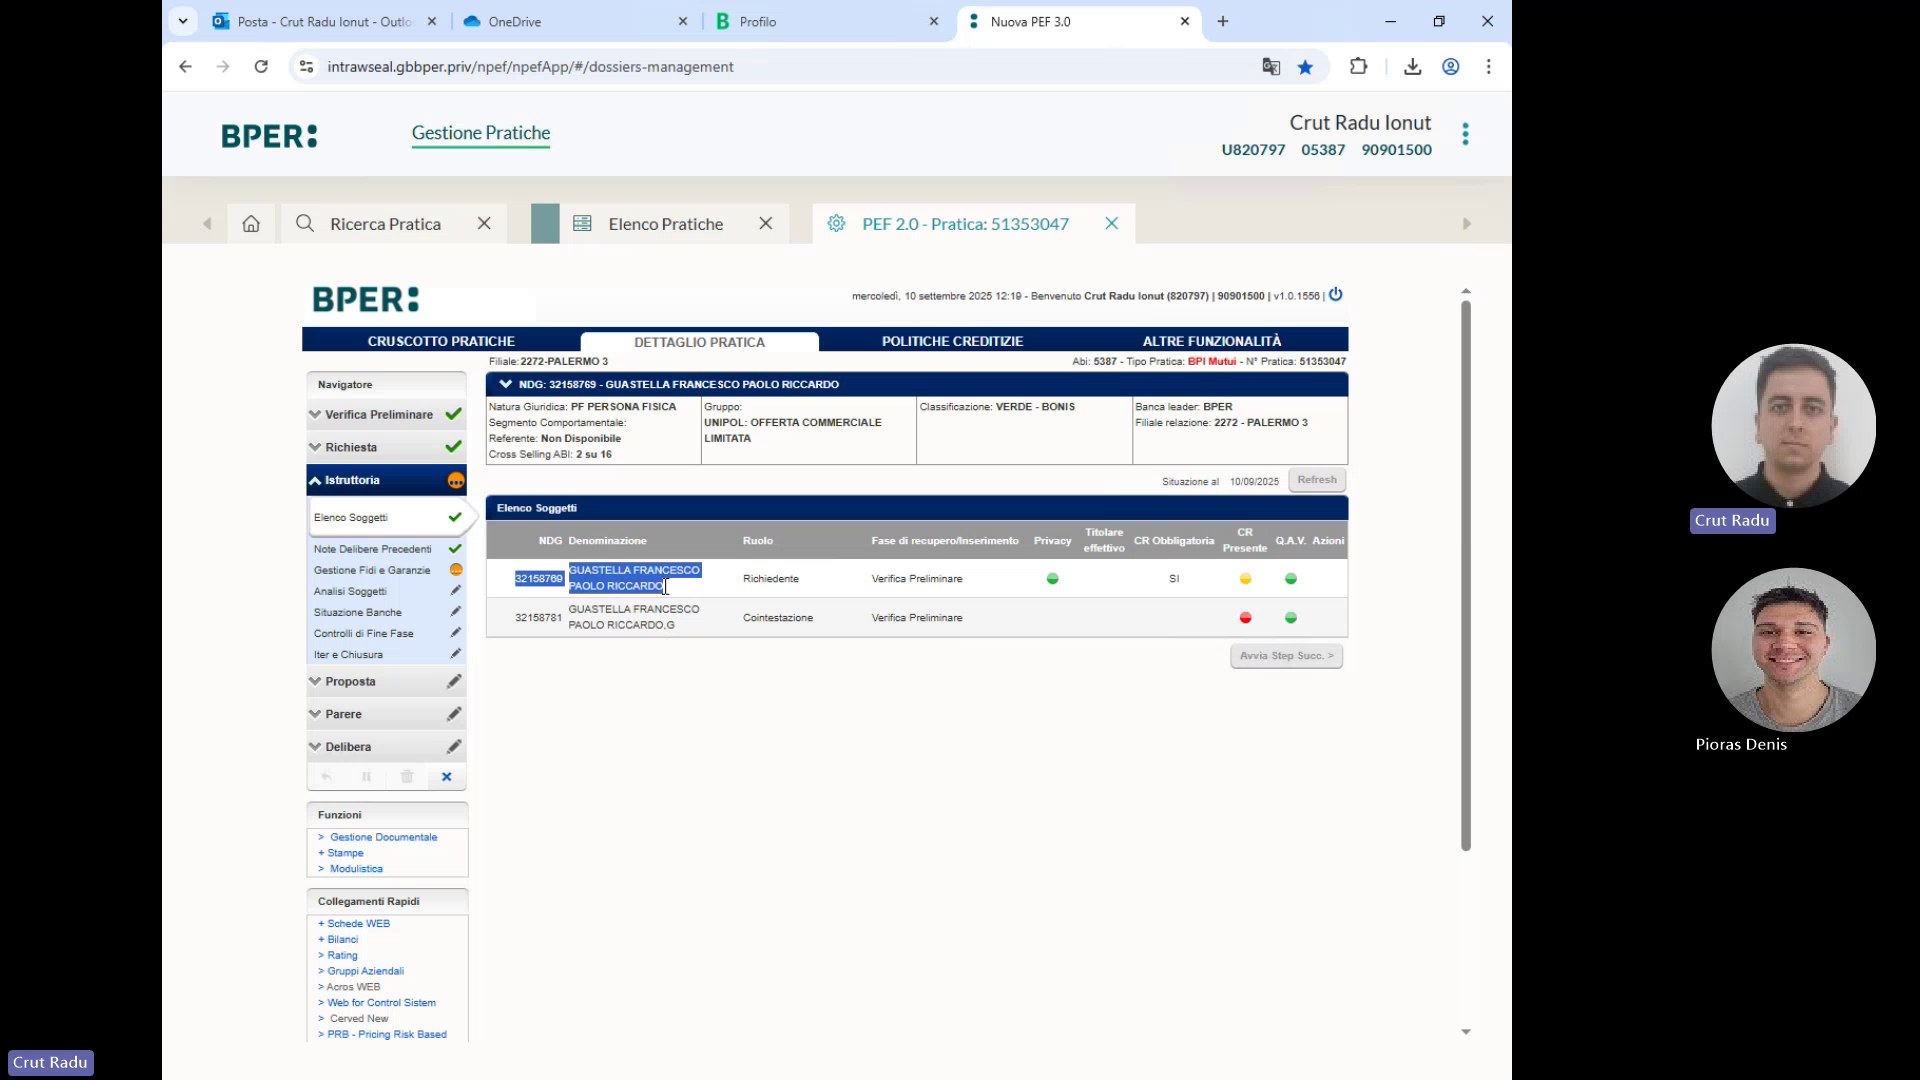 Posta - Crut Radu Ionut - Outlo
OneDrive
Profilo
Nuova PEF 3.0
intrawseal.gbbper.priv/npef/npefApp/#/dossiers-management
BPER:
Gestione Pratiche
Crut Radu Ionut
U820797 05387 90901500
Ricerca Pratica
Elenco Pratiche
PEF 2.0 - Pratica: 51353047
BPER:
mercoledì, 10 settembre 2025 12:19 - Benvenuto Crut Radu Ionut (820797) | 90901500 | v1.0.1556 |
CRUSCOTTO PRATICHE
DETTAGLIO PRATICA
POLITICHE CREDITIZIE
ALTRE FUNZIONALITÀ
Filiale: 2272-PALERMO 3
Abi: 5387 - Tipo Pratica: BPI Mutui - N° Pratica: 51353047
Navigatore
Verifica Preliminare
Richiesta
Istruttoria
Elenco Soggetti
Note Delibere Precedenti
Gestione Fidi e Garanzie
Analisi Soggetti
Situazione Banche
Controlli di Fine Fase
Iter e Chiusura
Proposta
Parere
Delibera
Funzioni
> Gestione Documentale
+ Stampe
> Modulistica
Collegamenti Rapidi
+ Schede WEB
+ Bilanci
> Rating
> Gruppi Aziendali
> Acros WEB
> Web for Control Sistem
> Cerved New
> PRB - Pricing Risk Based
NDG: 32158769 - GUASTELLA FRANCESCO PAOLO RICCARDO
Natura Giuridica: PF PERSONA FISICA
Segmento Comportamentale:
Referente: Non Disponibile
Cross Selling ABI: 2 su 16
Gruppo:
UNIPOL: OFFERTA COMMERCIALE
LIMITATA
Classificazione: VERDE - BONIS
Banca leader: BPER
Filiale relazione: 2272 - PALERMO 3
Situazione al 10/09/2025
Refresh
Elenco Soggetti
NDG Denominazione Ruolo Fase di recupero/Inserimento Privacy Titolare effettivo CR Obbligatoria CR Presente Q.A.V. Azioni
32158769 GUASTELLA FRANCESCO PAOLO RICCARDO Richiedente Verifica Preliminare SI
32158781 GUASTELLA FRANCESCO PAOLO RICCARDO,G Cointestazione Verifica Preliminare
Avvia Step Succ. >
Crut Radu
Pioras Denis
Crut Radu